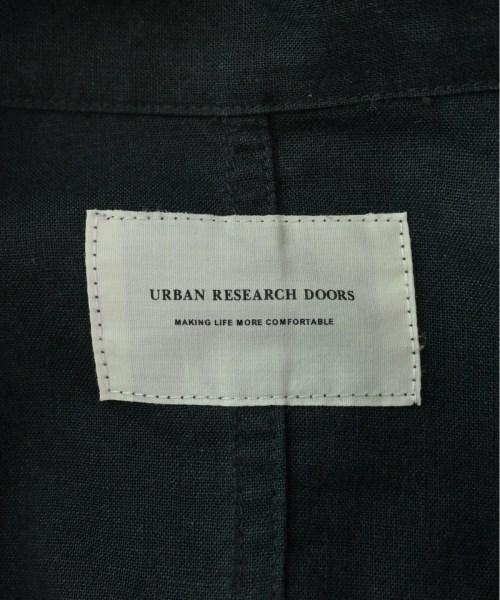 URBAN RESEARCH DOORS
MAKING LIFE MORE COMFORTABLE